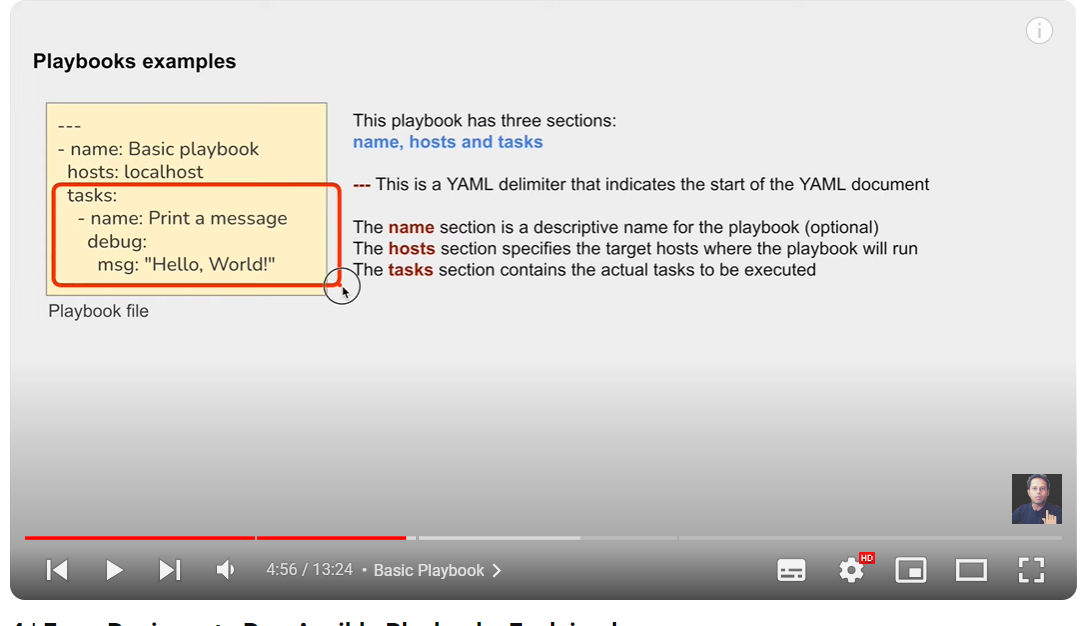 Playbooks examples
---
- name: Basic playbook
hosts: localhost
tasks:
- name: Print a message
debug:
msg: "Hello, World!"
Playbook file
This playbook has three sections:
name, hosts and tasks
--- This is a YAML delimiter that indicates the start of the YAML document
The name section is a descriptive name for the playbook (optional)
The hosts section specifies the target hosts where the playbook will run
The tasks section contains the actual tasks to be executed
4:56 / 13:24 • Basic Playbook
HD